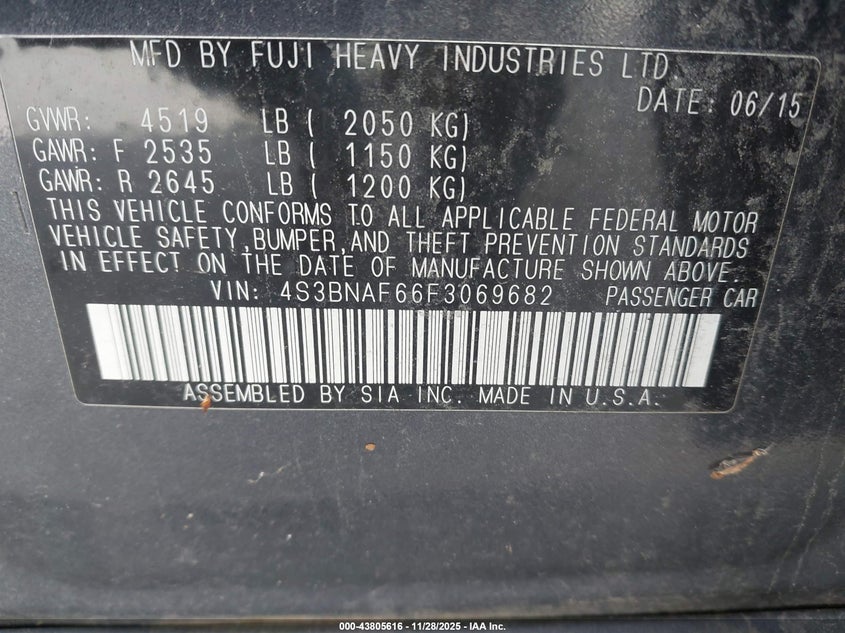 MFD BY FUJI HEAVY INDUSTRIES LTD.
DATE: 06/15
GVWR: 4519 LB ( 2050 KG)
GAWR: F 2535 LB ( 1150 KG)
GAWR: R 2645 LB ( 1200 KG)
THIS VEHICLE CONFORMS TO ALL APPLICABLE FEDERAL MOTOR
VEHICLE SAFETY, BUMPER, AND THEFT PREVENTION STANDARDS
IN EFFECT ON THE DATE OF MANUFACTURE SHOWN ABOVE.
VIN: 4S3BNAF66F3069682 PASSENGER CAR
ASSEMBLED BY SIA INC. MADE IN U.S.A.
000-43805616 - 11/28/2025 - IAA Inc.